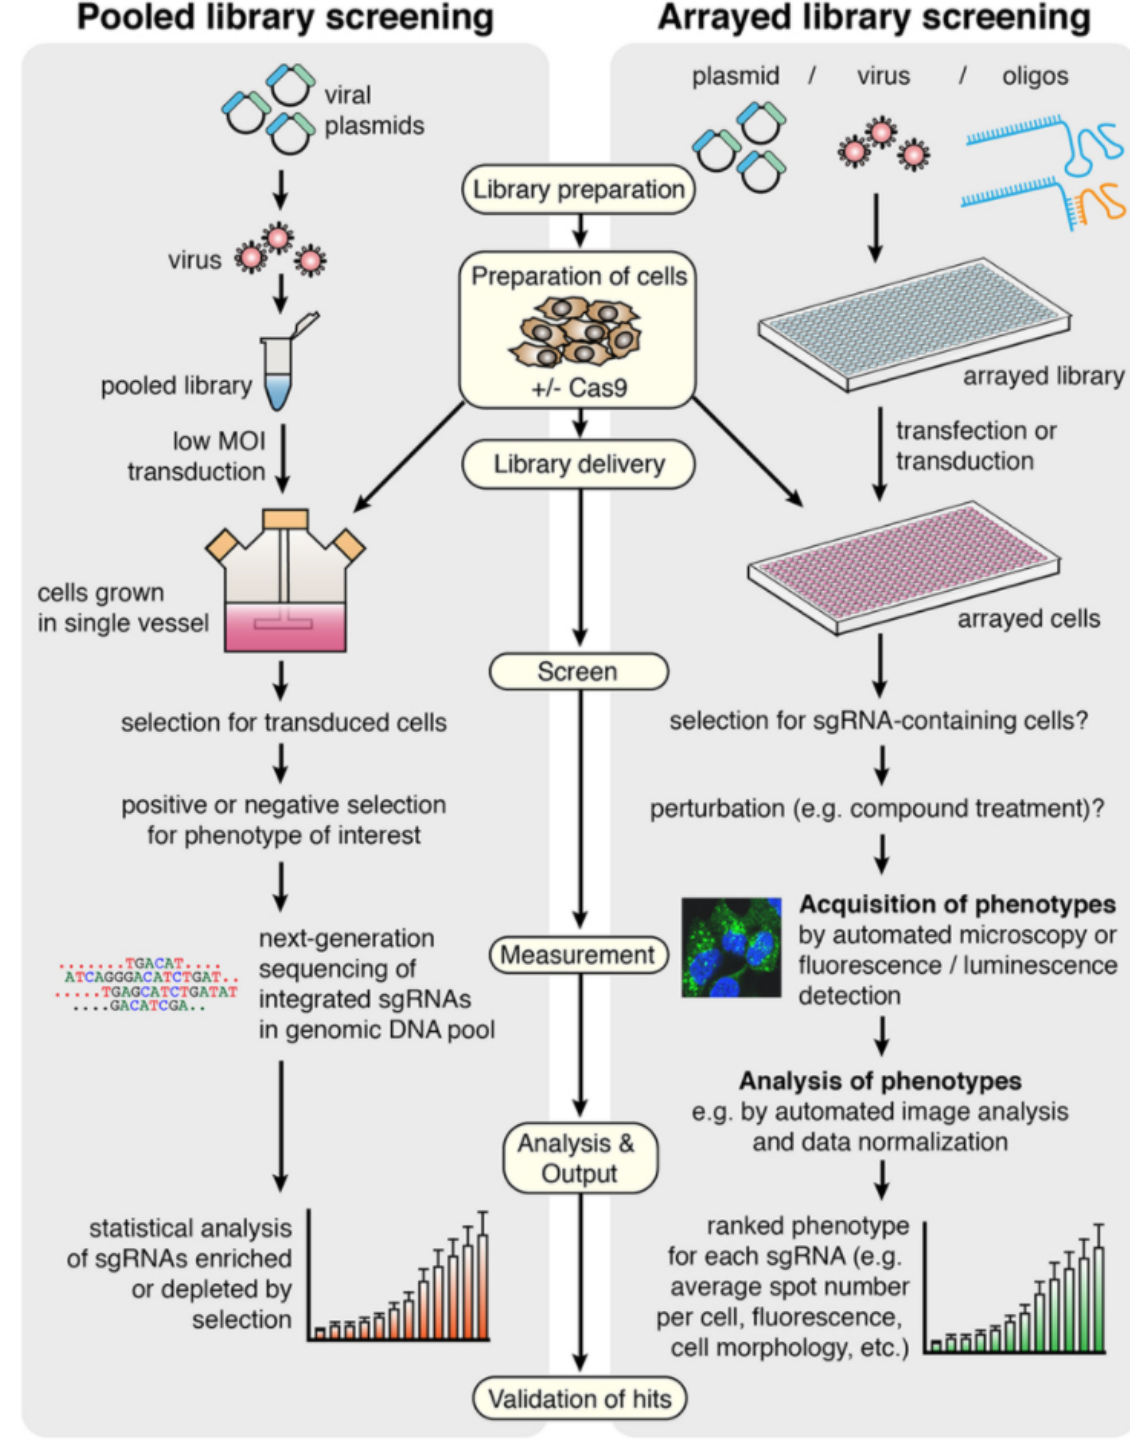 Pooled library screening
viral
plasmids
virus
pooled library
low MOI
transduction
cells grown
in single vessel
selection for transduced cells
positive or negative selection
for phenotype of interest
.......TGACAT....
ATCAGGGACATCTGAT..
.....TGAGCATCTGATAT
....GACATCGA..
next-generation
sequencing of
integrated sgRNAs
in genomic DNA pool
statistical analysis
of sgRNAs enriched
or depleted by
selection
Library preparation
Preparation of cells
+/- Cas9
Library delivery
Screen
Measurement
Analysis &
Output
Validation of hits
Arrayed library screening
plasmid / virus / oligos
arrayed library
transfection or
transduction
arrayed cells
selection for sgRNA-containing cells?
perturbation (e.g. compound treatment)?
Acquisition of phenotypes
by automated microscopy or
fluorescence / luminescence
detection
Analysis of phenotypes
e.g. by automated image analysis
and data normalization
ranked phenotype
for each sgRNA (e.g.
average spot number
per cell, fluorescence,
cell morphology, etc.)